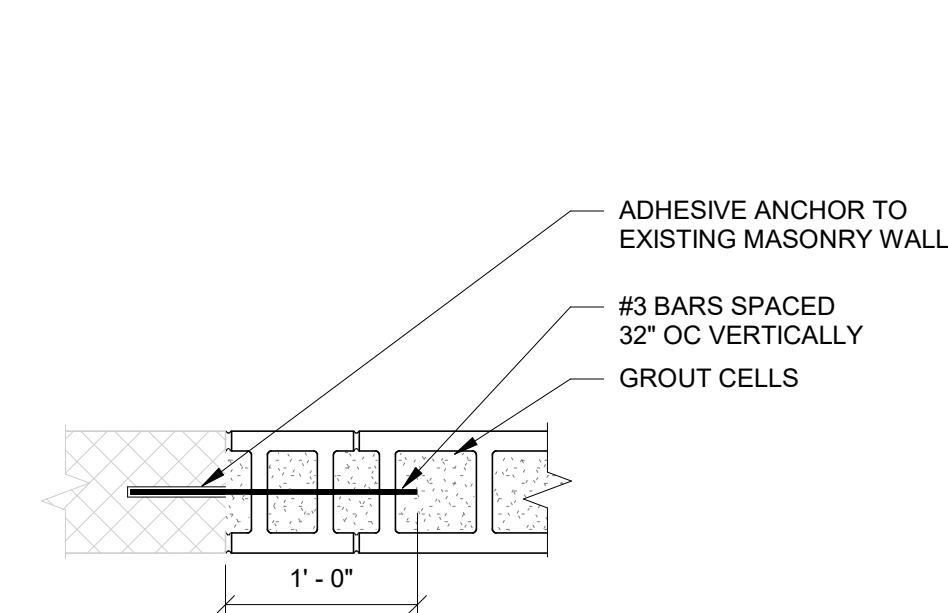 ADHESIVE ANCHOR TO
EXISTING MASONRY WALL
#3 BARS SPACED
32" OC VERTICALLY
GROUT CELLS
1' - 0"